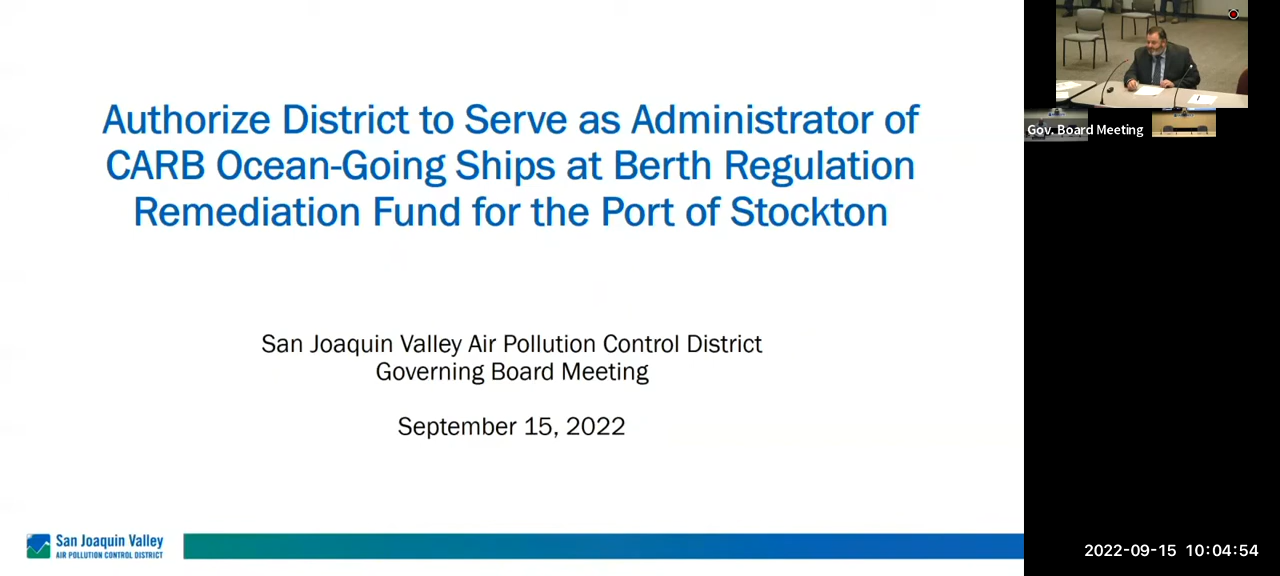 Authorize District to Serve as Administrator of
CARB Ocean-Going Ships at Berth Regulation
Remediation Fund for the Port of Stockton
San Joaquin Valley Air Pollution Control District
Governing Board Meeting
September 15, 2022
San Joaquin Valley
AIR POLLUTION CONTROL DISTRICT
Gov. Board Meeting
2022-09-15 10:04:54